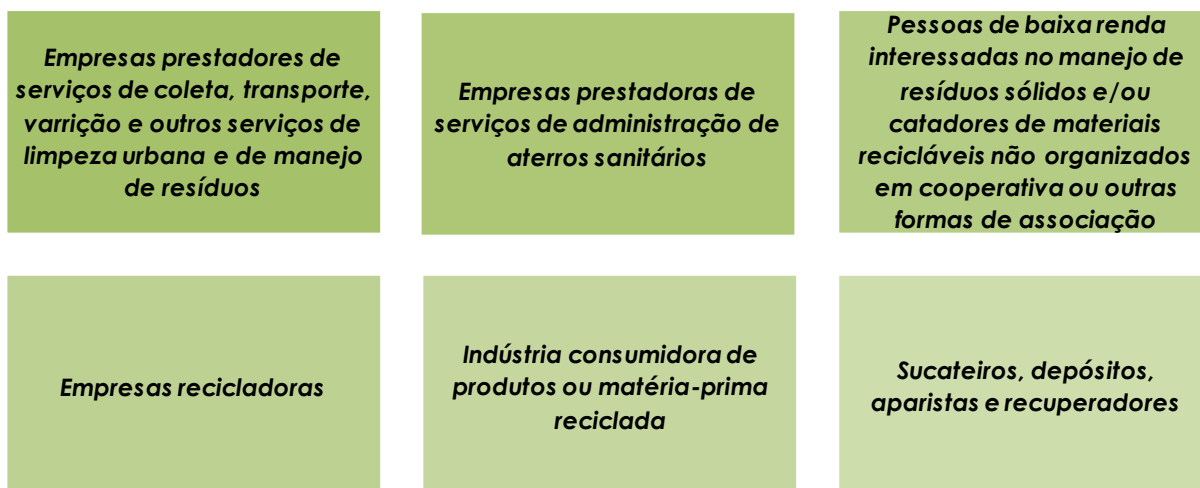 Empresas prestadores de
serviços de coleta, transporte,
varrição e outros serviços de
limpeza urbana e de manejo
de resíduos
Empresas prestadoras de
serviços de administração de
aterros sanitários
Pessoas de baixa renda
interessadas no manejo de
resíduos sólidos e/ou
catadores de materiais
recicláveis não organizados
em cooperativa ou outras
formas de associação
Empresas recicladoras
Indústria consumidora de
produtos ou matéria-prima
reciclada
Sucateiros, depósitos,
aparistas e recuperadores